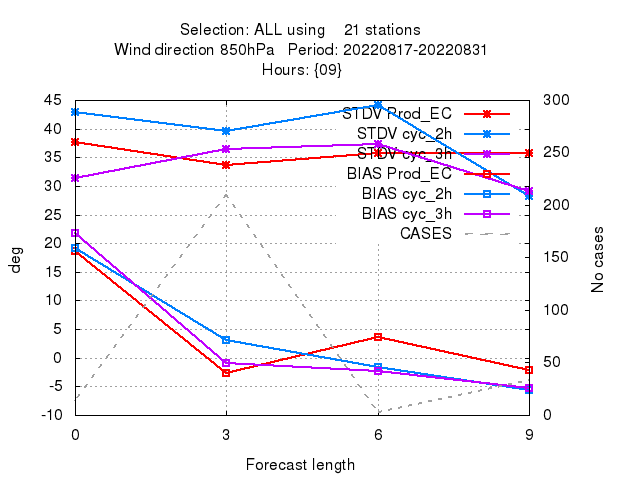 Selection: ALL using 21 stations
Wind direction 850hPa Period: 20220817-20220831
Hours: {09}
45
40
35
30
25
20
15
10
5
0
-5
-10
deg
STDV Prod_EC
STDV cyc_2h
STDV cyc_3h
BIAS Prod_EC
BIAS cyc_2h
BIAS cyc_3h
CASES
300
250
200
150
100
50
0
No cases
0 3 6 9
Forecast length